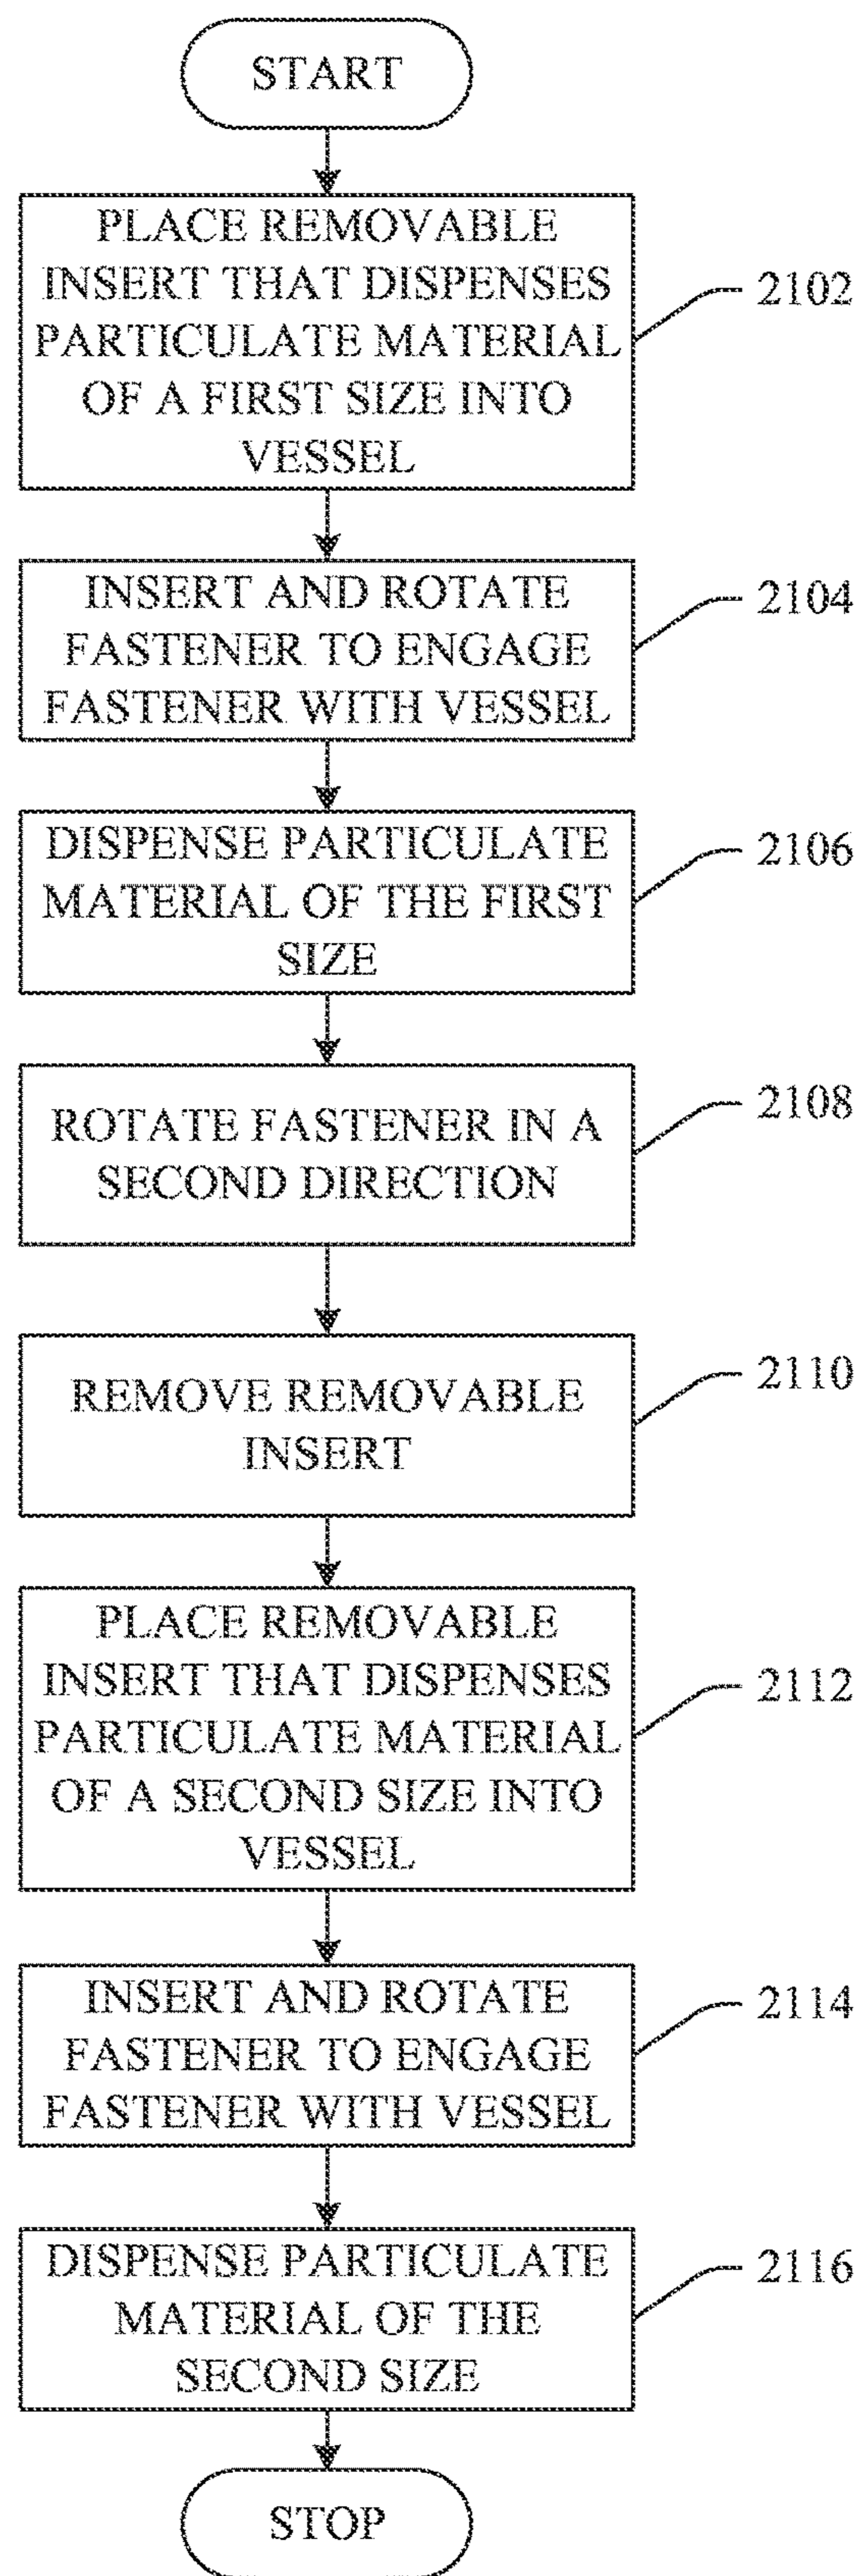 START
PLACE REMOVABLE
INSERT THAT DISPENSES
PARTICULATE MATERIAL
OF A FIRST SIZE INTO
VESSEL
2102
INSERT AND ROTATE
FASTENER TO ENGAGE
FASTENER WITH VESSEL
2104
DISPENSE PARTICULATE
MATERIAL OF THE FIRST
SIZE
2106
ROTATE FASTENER IN A
SECOND DIRECTION
2108
REMOVE REMOVABLE
INSERT
2110
PLACE REMOVABLE
INSERT THAT DISPENSES
PARTICULATE MATERIAL
OF A SECOND SIZE INTO
VESSEL
2112
INSERT AND ROTATE
FASTENER TO ENGAGE
FASTENER WITH VESSEL
2114
DISPENSE PARTICULATE
MATERIAL OF THE
SECOND SIZE
2116
STOP